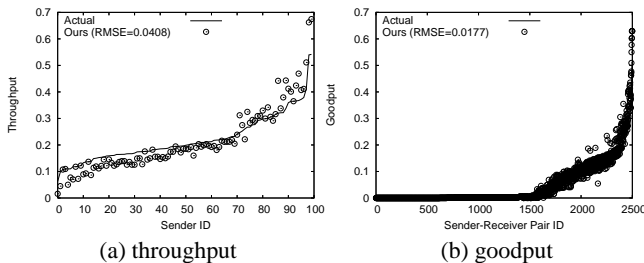 Actual
Ours (RMSE=0.0408)
0.7
0.6
0.5
0.4
0.3
0.2
0.1
0
Throughput
0 10 20 30 40 50 60 70 80 90 100
Sender ID
(a) throughput
Actual
Ours (RMSE=0.0177)
0.7
0.6
0.5
0.4
0.3
0.2
0.1
0
Goodput
0 500 1000 1500 2000 2500
Sender-Receiver Pair ID
(b) goodput